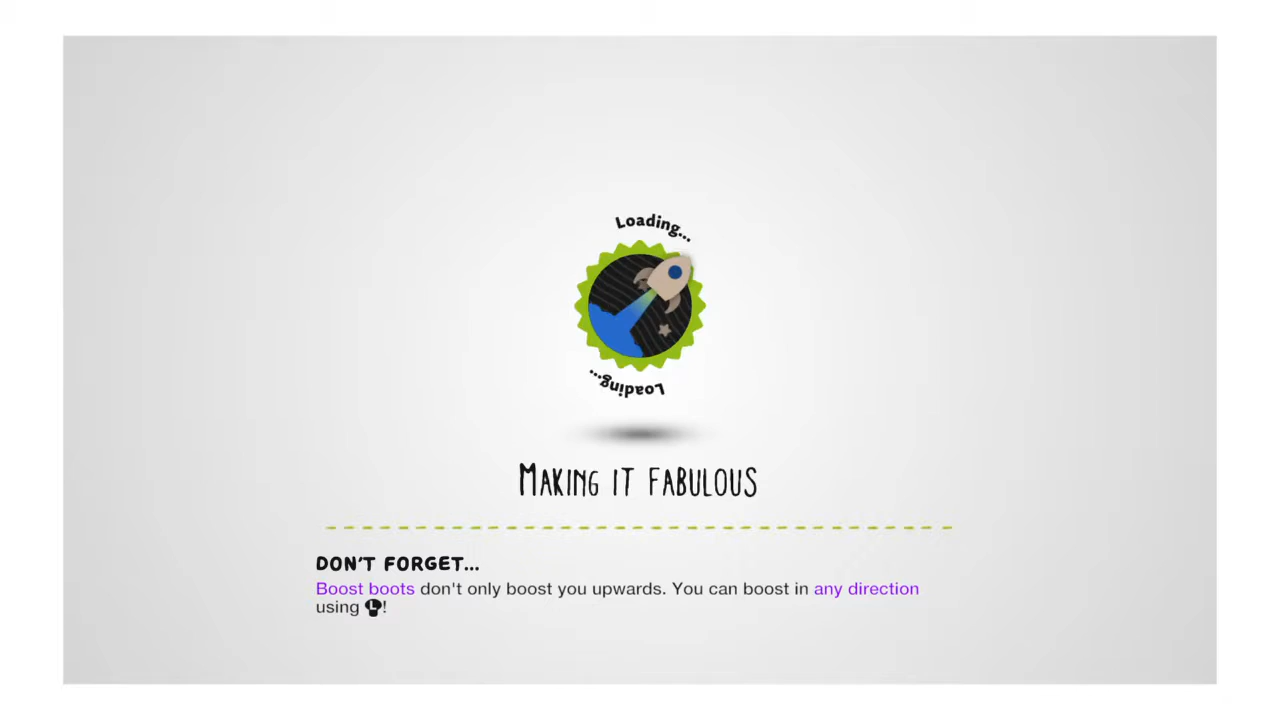 Loading...
Loading...
Making it fabulous
DON'T FORGET...
Boost boots don't only boost you upwards. You can boost in any direction
using L!